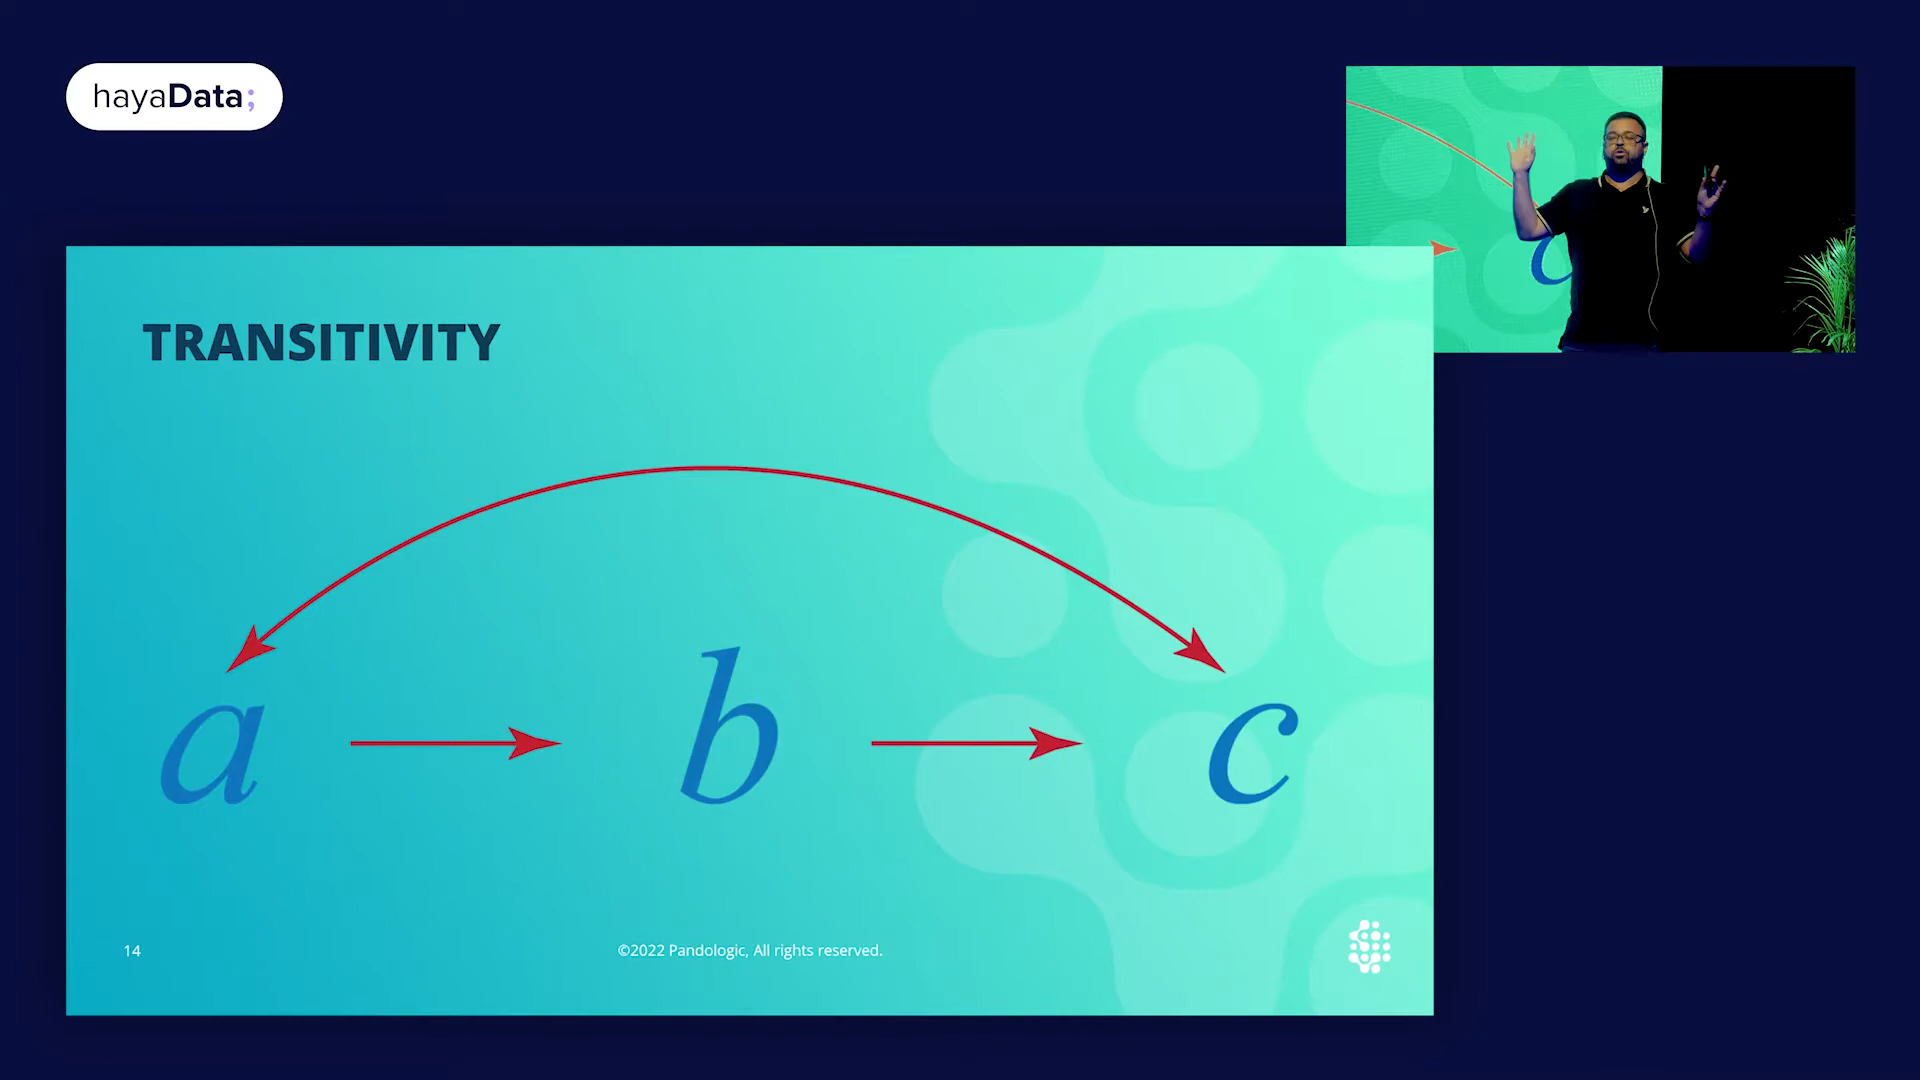 hayaData;
TRANSITIVITY
a b c
14
©2022 Pandologic, All rights reserved.